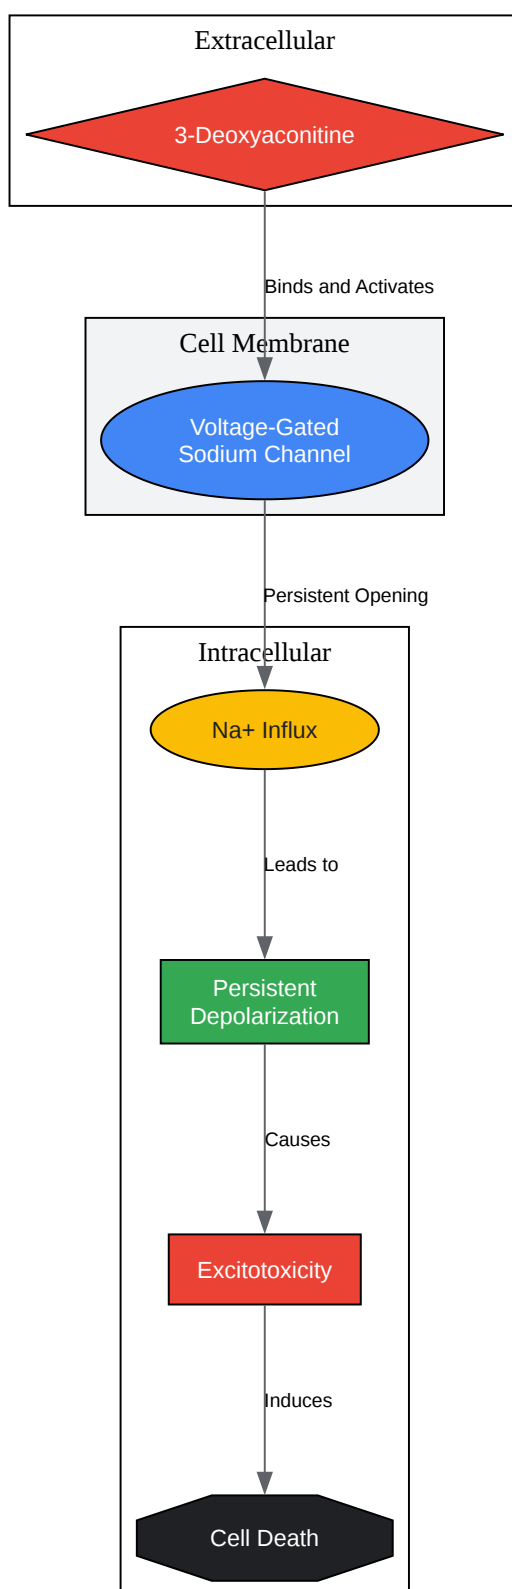 Extracellular
3-Deoxyaconitine
Binds and Activates
Cell Membrane
Voltage-Gated
Sodium Channel
Persistent Opening
Intracellular
Na+ Influx
Leads to
Persistent
Depolarization
Causes
Excitotoxicity
Induces
Cell Death